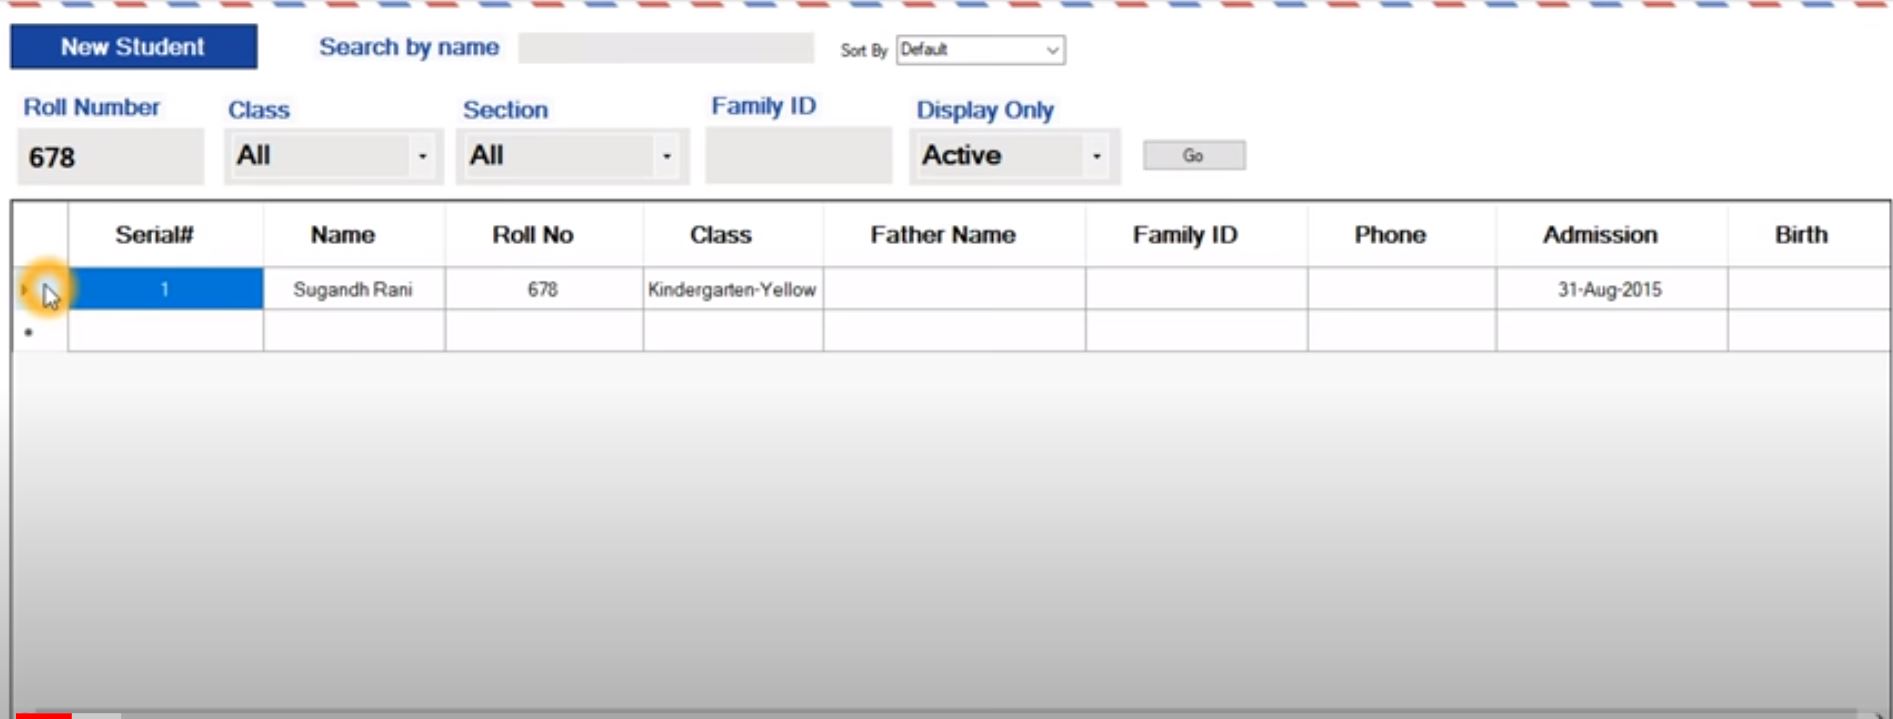 New Student Search by name Sort By Default
Roll Number Class Section Family ID Display Only
678 All All Active Go
Serial# Name Roll No Class Father Name Family ID Phone Admission Birth
1 Sugandh Rani 678 Kindergarten-Yellow 31-Aug-2015